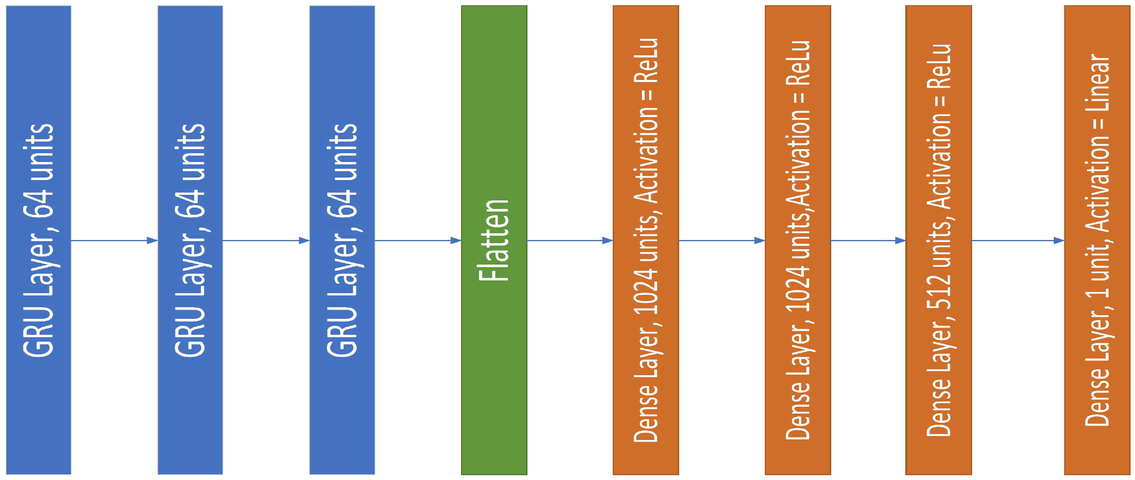 GRU Layer, 64 units
GRU Layer, 64 units
GRU Layer, 64 units
Flatten
Dense Layer, 1024 units, Activation = ReLu
Dense Layer, 1024 units,Activation = ReLu
Dense Layer, 512 units, Activation = ReLu
Dense Layer, 1 unit, Activation = Linear